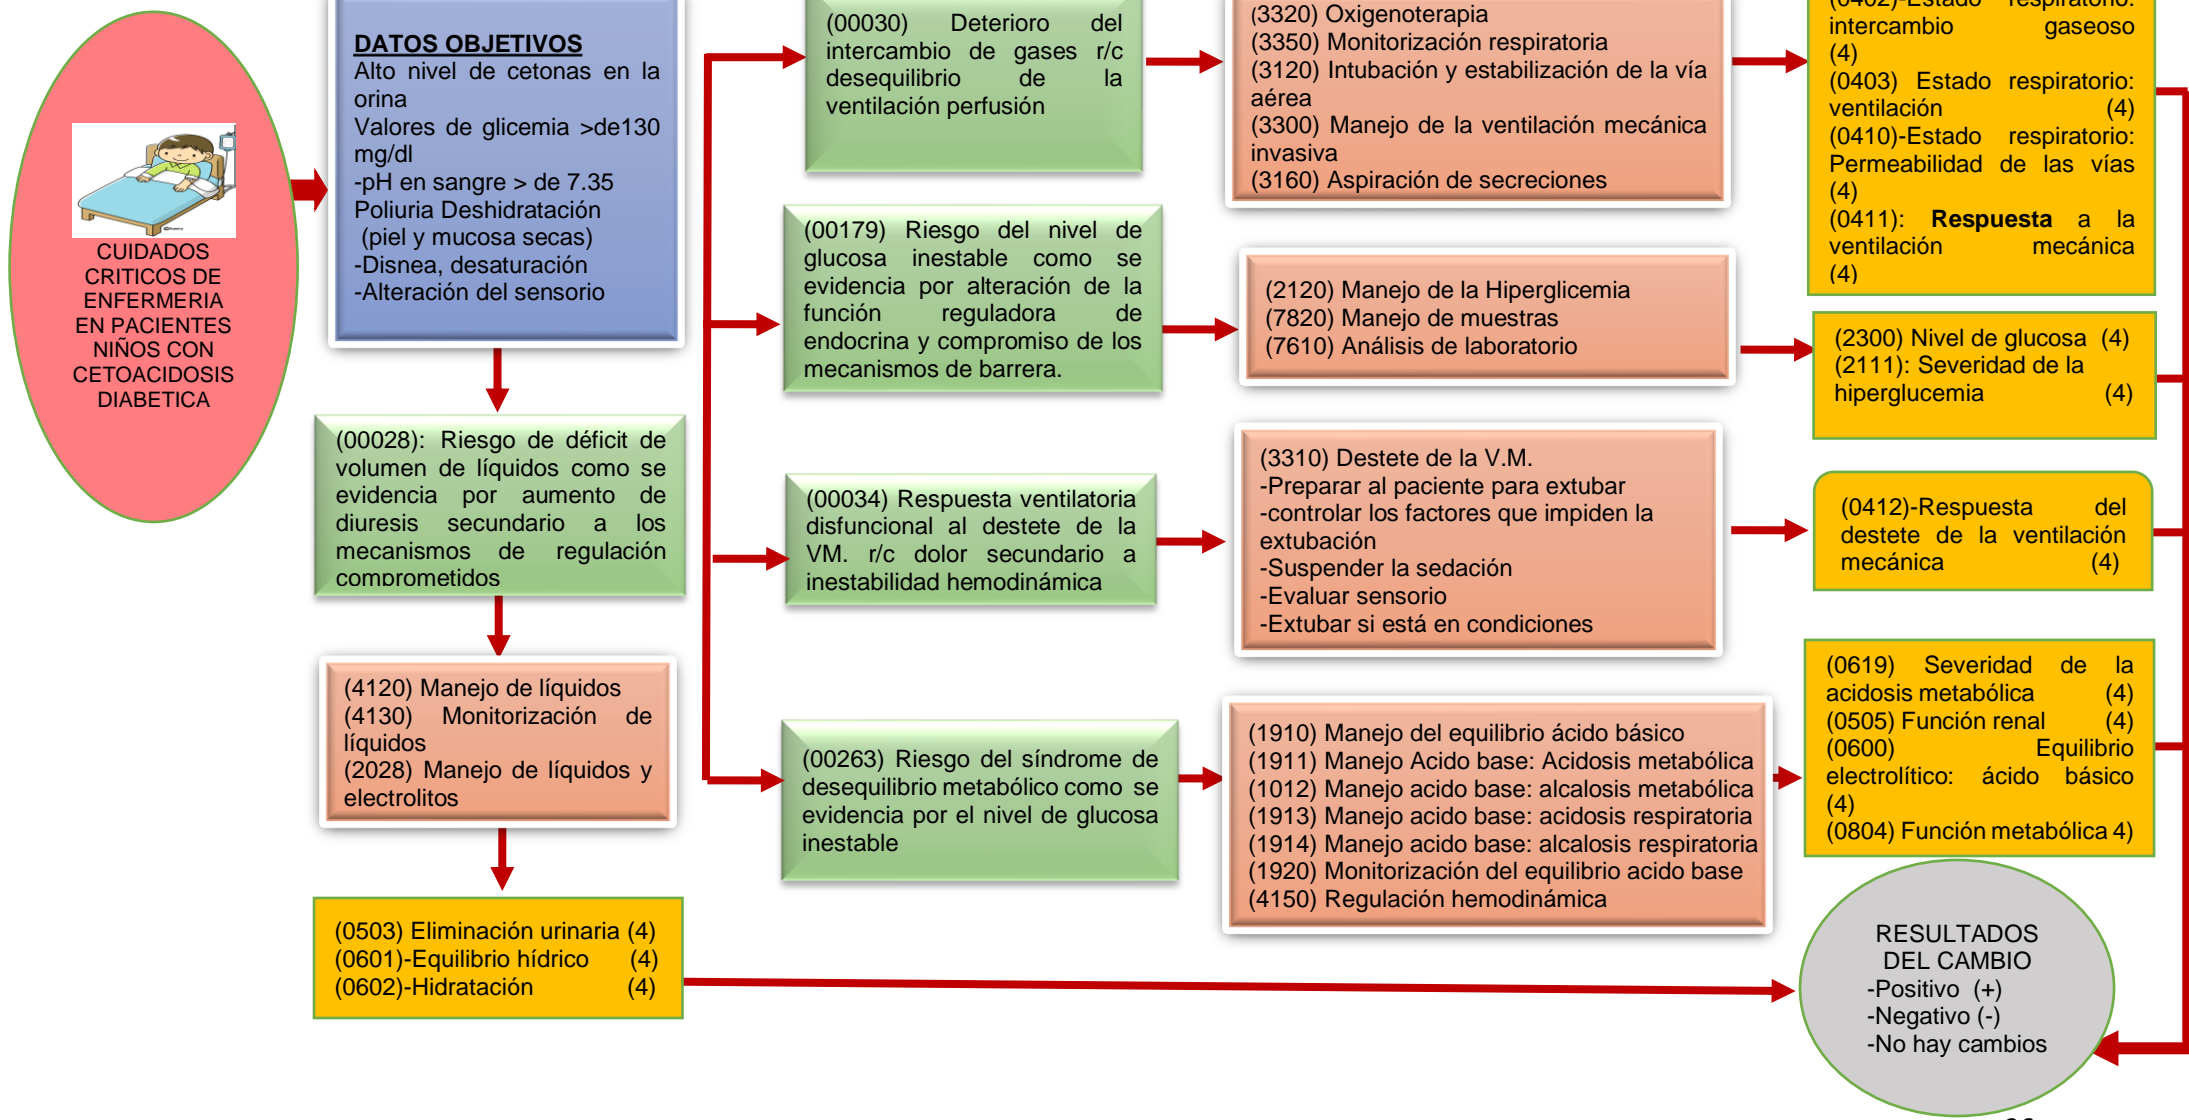 CUIDADOS
CRITICOS DE
ENFERMERIA
EN PACIENTES
NIÑOS CON
CETOACIDOSIS
DIABETICA
DATOS OBJETIVOS
Alto nivel de cetonas en la
orina
Valores de glicemia >de130
mg/dl
-pH en sangre > de 7.35
Poliuria Deshidratación
(piel y mucosa secas)
-Disnea, desaturación
-Alteración del sensorio
(00028): Riesgo de déficit de
volumen de líquidos como se
evidencia por aumento de
diuresis secundario a los
mecanismos de regulación
comprometidos
(4120) Manejo de líquidos
(4130) Monitorización de
líquidos
(2028) Manejo de líquidos y
electrolitos
(0503) Eliminación urinaria (4)
(0601)-Equilibrio hídrico (4)
(0602)-Hidratación (4)
(00030) Deterioro del
intercambio de gases r/c
desequilibrio de la
ventilación perfusión
(00179) Riesgo del nivel de
glucosa inestable como se
evidencia por alteración de la
función reguladora de
endocrina y compromiso de los
mecanismos de barrera.
(00034) Respuesta ventilatoria
disfuncional al destete de la
VM. r/c dolor secundario a
inestabilidad hemodinámica
(00263) Riesgo del síndrome de
desequilibrio metabólico como se
evidencia por el nivel de glucosa
inestable
(3320) Oxigenoterapia
(3350) Monitorización respiratoria
(3120) Intubación y estabilización de la vía
aérea
(3300) Manejo de la ventilación mecánica
invasiva
(3160) Aspiración de secreciones
(2120) Manejo de la Hiperglicemia
(7820) Manejo de muestras
(7610) Análisis de laboratorio
(3310) Destete de la V.M.
-Preparar al paciente para extubar
-controlar los factores que impiden la
extubación
-Suspender la sedación
-Evaluar sensorio
-Extubar si está en condiciones
(1910) Manejo del equilibrio ácido básico
(1911) Manejo Acido base: Acidosis metabólica
(1012) Manejo acido base: alcalosis metabólica
(1913) Manejo acido base: acidosis respiratoria
(1914) Manejo acido base: alcalosis respiratoria
(1920) Monitorización del equilibrio acido base
(4150) Regulación hemodinámica
(0402)-Estado respiratorio:
intercambio gaseoso
(4)
(0403) Estado respiratorio:
ventilación (4)
(0410)-Estado respiratorio:
Permeabilidad de las vías
(4)
(0411): Respuesta a la
ventilación mecánica
(4)
(2300) Nivel de glucosa (4)
(2111): Severidad de la
hiperglucemia (4)
(0412)-Respuesta del
destete de la ventilación
mecánica (4)
(0619) Severidad de la
acidosis metabólica (4)
(0505) Función renal (4)
(0600) Equilibrio
electrolítico: ácido básico
(4)
(0804) Función metabólica 4)
RESULTADOS
DEL CAMBIO
-Positivo (+)
-Negativo (-)
-No hay cambios